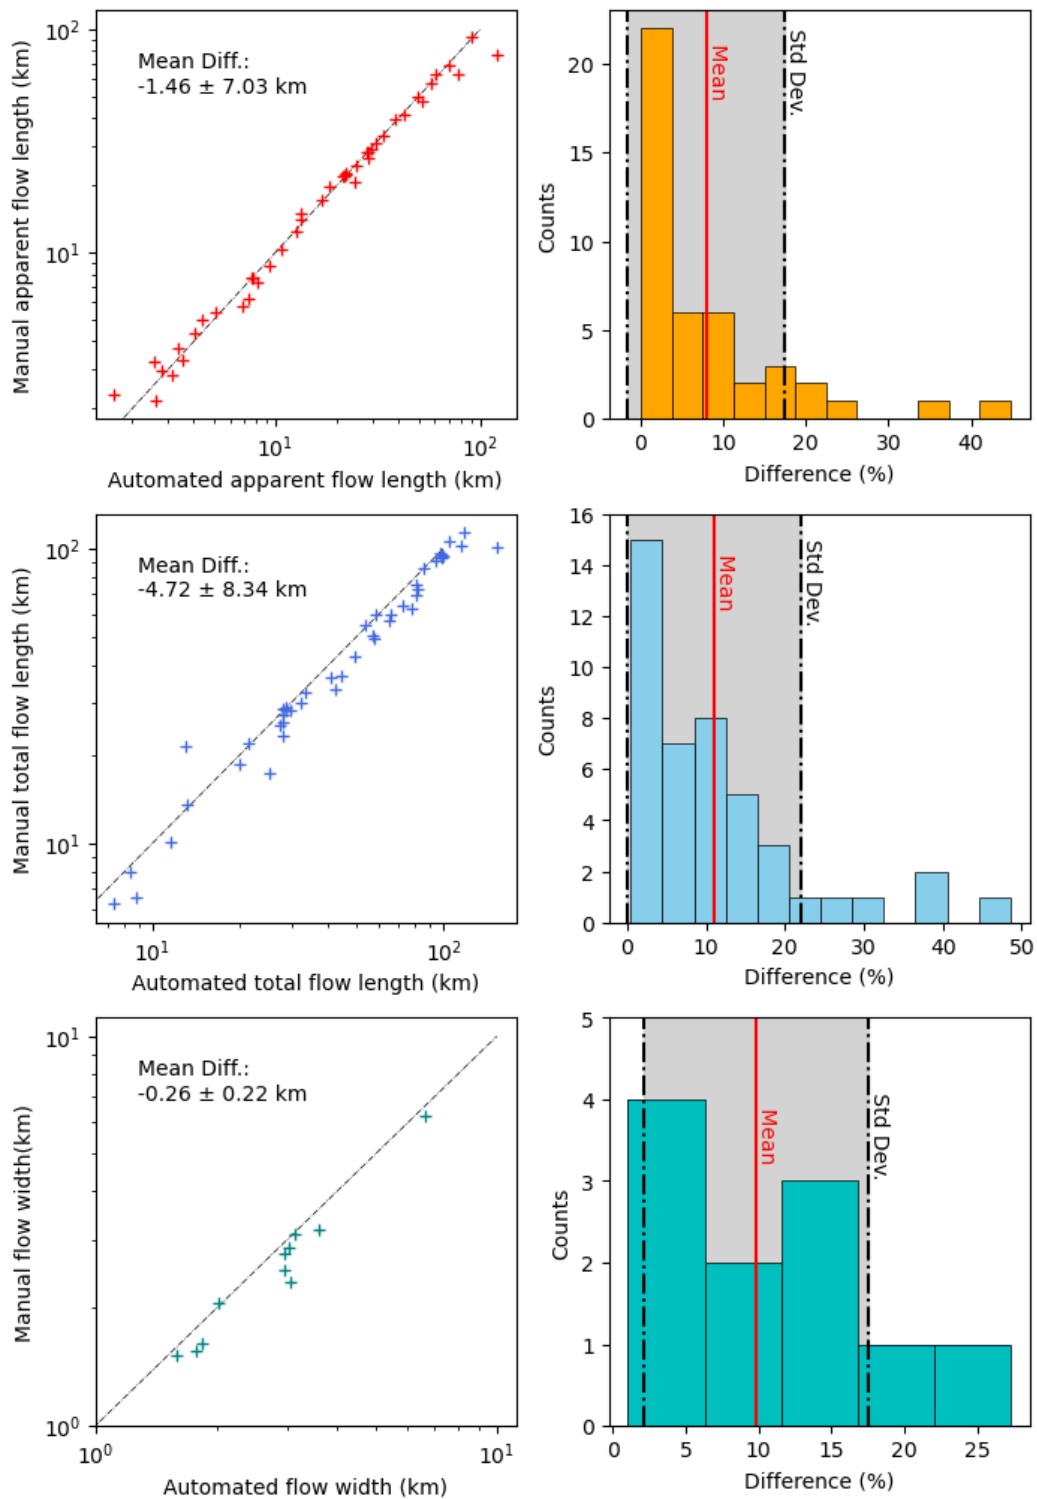 Manual apparent flow length (km)
10²
10¹
Mean Diff.:
-1.46 ± 7.03 km
10¹
10²
Automated apparent flow length (km)
Counts
20
15
10
5
0
Mean
Std Dev.
0
10
20
30
40
Difference (%)
Manual total flow length (km)
10²
10¹
Mean Diff.:
-4.72 ± 8.34 km
10¹
10²
Automated total flow length (km)
Counts
16
14
12
10
8
6
4
2
0
Mean
Std Dev.
0
10
20
30
40
50
Difference (%)
Manual flow width(km)
10¹
10⁰
Mean Diff.:
-0.26 ± 0.22 km
10⁰
10¹
Automated flow width (km)
Counts
5
4
3
2
1
0
Mean
Std Dev.
0
5
10
15
20
25
Difference (%)